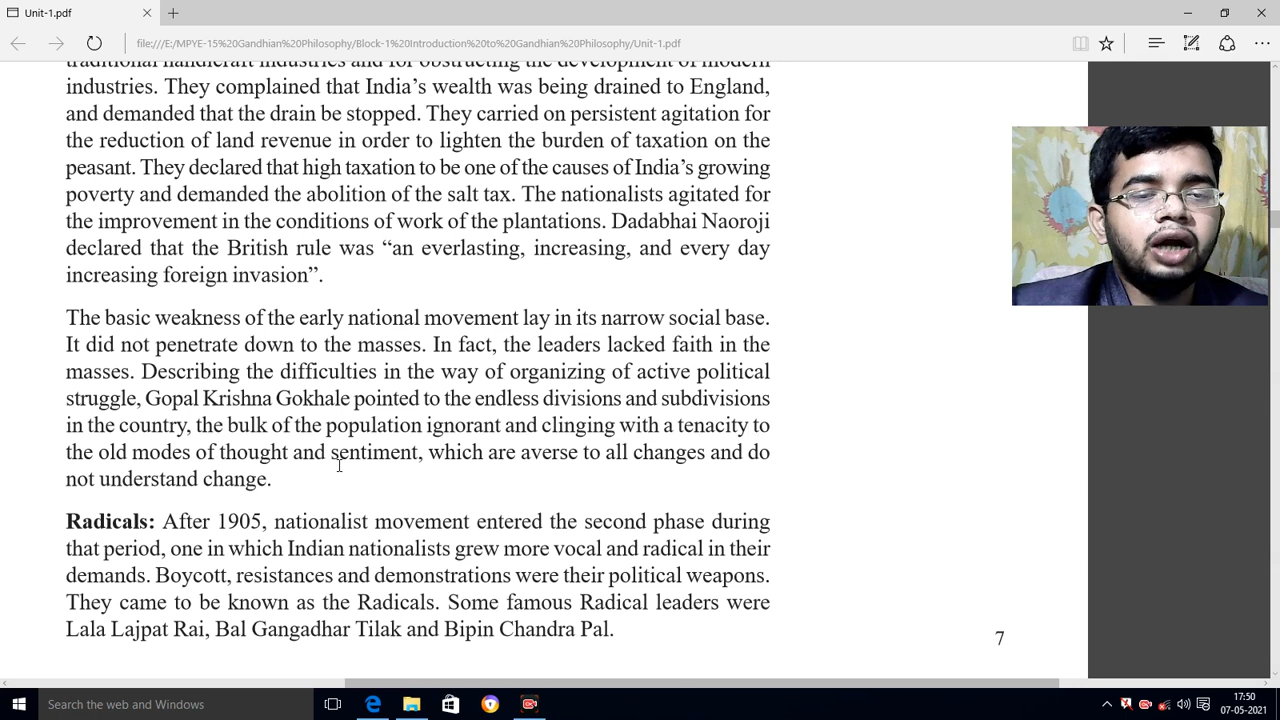 Unit-1.pdf
file:///E:/MPYE-15%20Gandhian%20Philosophy/Block-1%20Introduction%20to%20Gandhian%20Philosophy/Unit-1.pdf
traditional handicraft industries and for obstructing the development of modern
industries. They complained that India’s wealth was being drained to England,
and demanded that the drain be stopped. They carried on persistent agitation for
the reduction of land revenue in order to lighten the burden of taxation on the
peasant. They declared that high taxation to be one of the causes of India’s growing
poverty and demanded the abolition of the salt tax. The nationalists agitated for
the improvement in the conditions of work of the plantations. Dadabhai Naoroji
declared that the British rule was “an everlasting, increasing, and every day
increasing foreign invasion”.
The basic weakness of the early national movement lay in its narrow social base.
It did not penetrate down to the masses. In fact, the leaders lacked faith in the
masses. Describing the difficulties in the way of organizing of active political
struggle, Gopal Krishna Gokhale pointed to the endless divisions and subdivisions
in the country, the bulk of the population ignorant and clinging with a tenacity to
the old modes of thought and sentiment, which are averse to all changes and do
not understand change.
Radicals: After 1905, nationalist movement entered the second phase during
that period, one in which Indian nationalists grew more vocal and radical in their
demands. Boycott, resistances and demonstrations were their political weapons.
They came to be known as the Radicals. Some famous Radical leaders were
Lala Lajpat Rai, Bal Gangadhar Tilak and Bipin Chandra Pal.
7
Search the web and Windows
17:50
07-05-2021